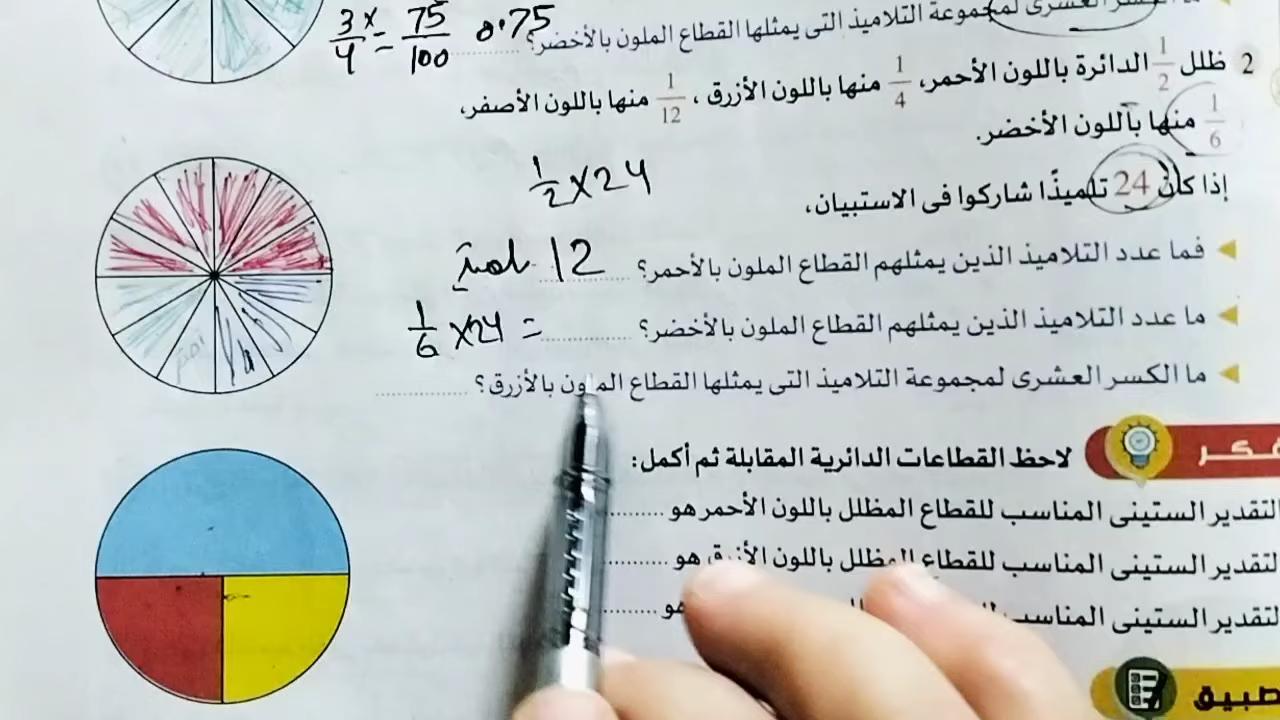 ما الكسر العشرى لمجموعة التلاميذ التى يمثلها القطاع الملون بالأخضر؟ 0.75 75/100 = 3/4 ×
2 ظلل 1/2 الدائرة باللون الأحمر، 1/4 منها باللون الأزرق ، 1/12 منها باللون الأصفر،
1/6 منها باللون الأخضر.
1/2 × 24
إذا كان 24 تلميذًا شاركوا فى الاستبيان،
فما عدد التلاميذ الذين يمثلهم القطاع الملون بالأحمر؟ 12
ما عدد التلاميذ الذين يمثلهم القطاع الملون بالأخضر؟ 1/6 × 24 =
ما الكسر العشرى لمجموعة التلاميذ التى يمثلها القطاع الملون بالأزرق؟
لاحظ القطاعات الدائرية المقابلة ثم أكمل:
التقدير الستينى المناسب للقطاع المظلل باللون الأحمر هو
التقدير الستينى المناسب للقطاع المظلل باللون الأزرق هو
التقدير الستينى المناسب هو